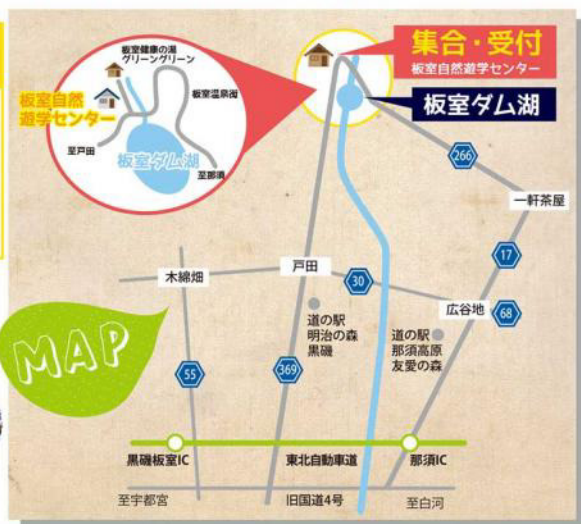 集合・受付
板室自然遊学センター
板室ダム湖
板室健康の湯
グリーングリーン
板室自然
遊学センター
板室温泉街
至戸田
板室ダム湖
至那須
266
一軒茶屋
17
木綿畑
戸田
30
広谷地
68
道の駅
明治の森
黒磯
道の駅
那須高原
友愛の森
MAP
55
369
黒磯板室IC
東北自動車道
那須IC
至宇都宮
旧国道4号
至白河